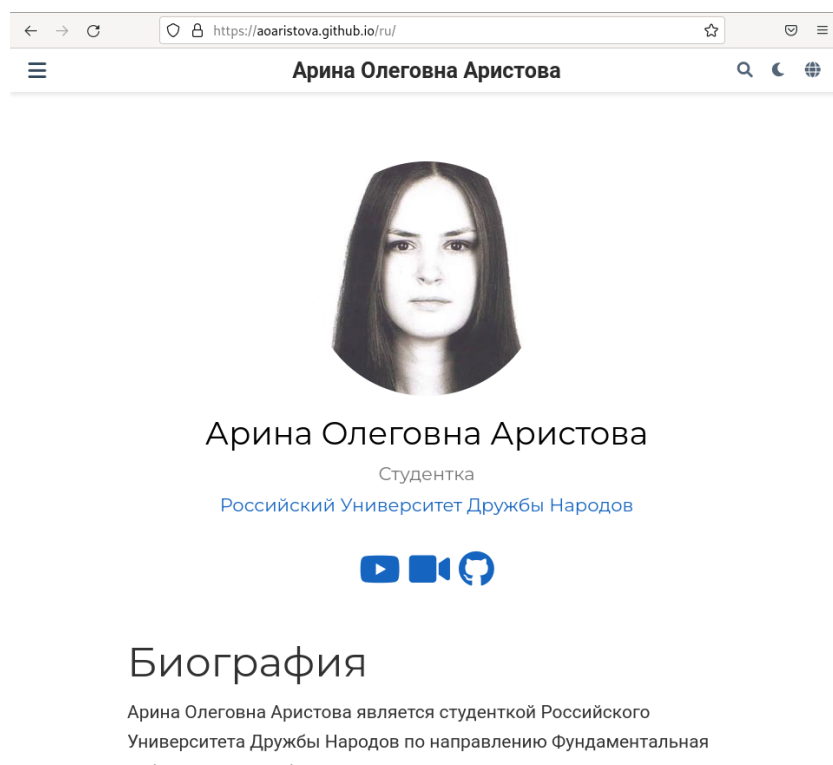 https://aoaristova.github.io/ru/
Арина Олеговна Аристова
Арина Олеговна Аристова
Студентка
Российский Университет Дружбы Народов
Биография
Арина Олеговна Аристова является студенткой Российского
Университета Дружбы Народов по направлению Фундаментальная